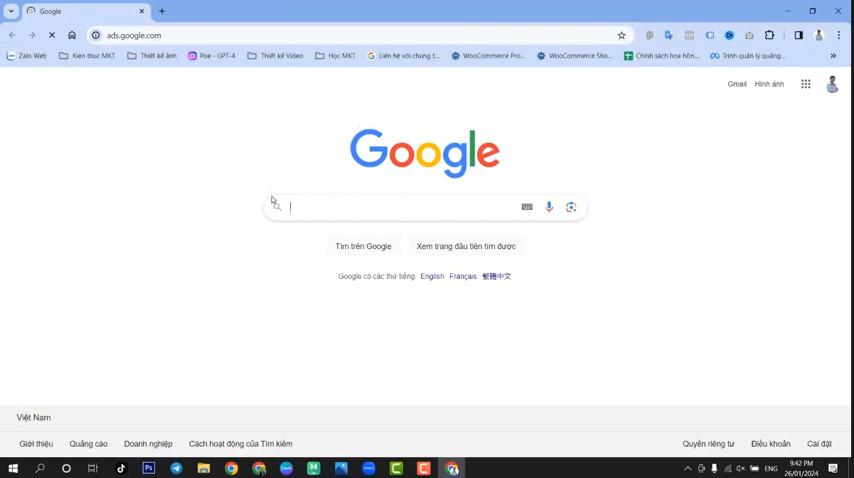 Google
ads.google.com
Zalo Web
Kien thuc MKT
Thiết kế ảnh
Poe - GPT-4
Thiết kế Video
Học MKT
Liên hệ với chúng t...
WooCommerce Pro...
WooCommerce Sho...
Chính sách hoa hồn...
Trình quản lý quảng...
Gmail
Hình ảnh
Google
Tìm trên Google
Xem trang đầu tiên tìm được
Google có các thứ tiếng: English Français 繁體中文
Việt Nam
Giới thiệu
Quảng cáo
Doanh nghiệp
Cách hoạt động của Tìm kiếm
Quyền riêng tư
Điều khoản
Cài đặt
Ps
ENG
9:42 PM
26/01/2024